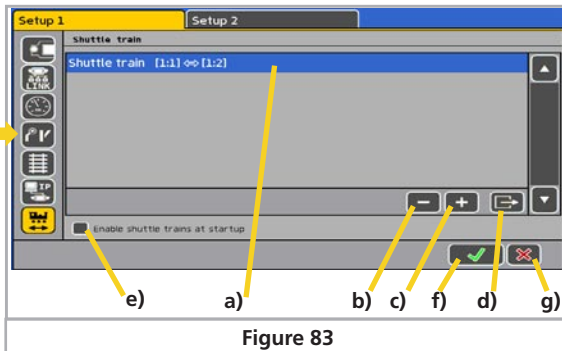 Setup 1 Setup 2
Shuttle train
Shuttle train [1:1] ⇔ [1:2]
LINK
IP
Enable shuttle trains at startup
e) a) b) c) f) d) g)
Figure 83